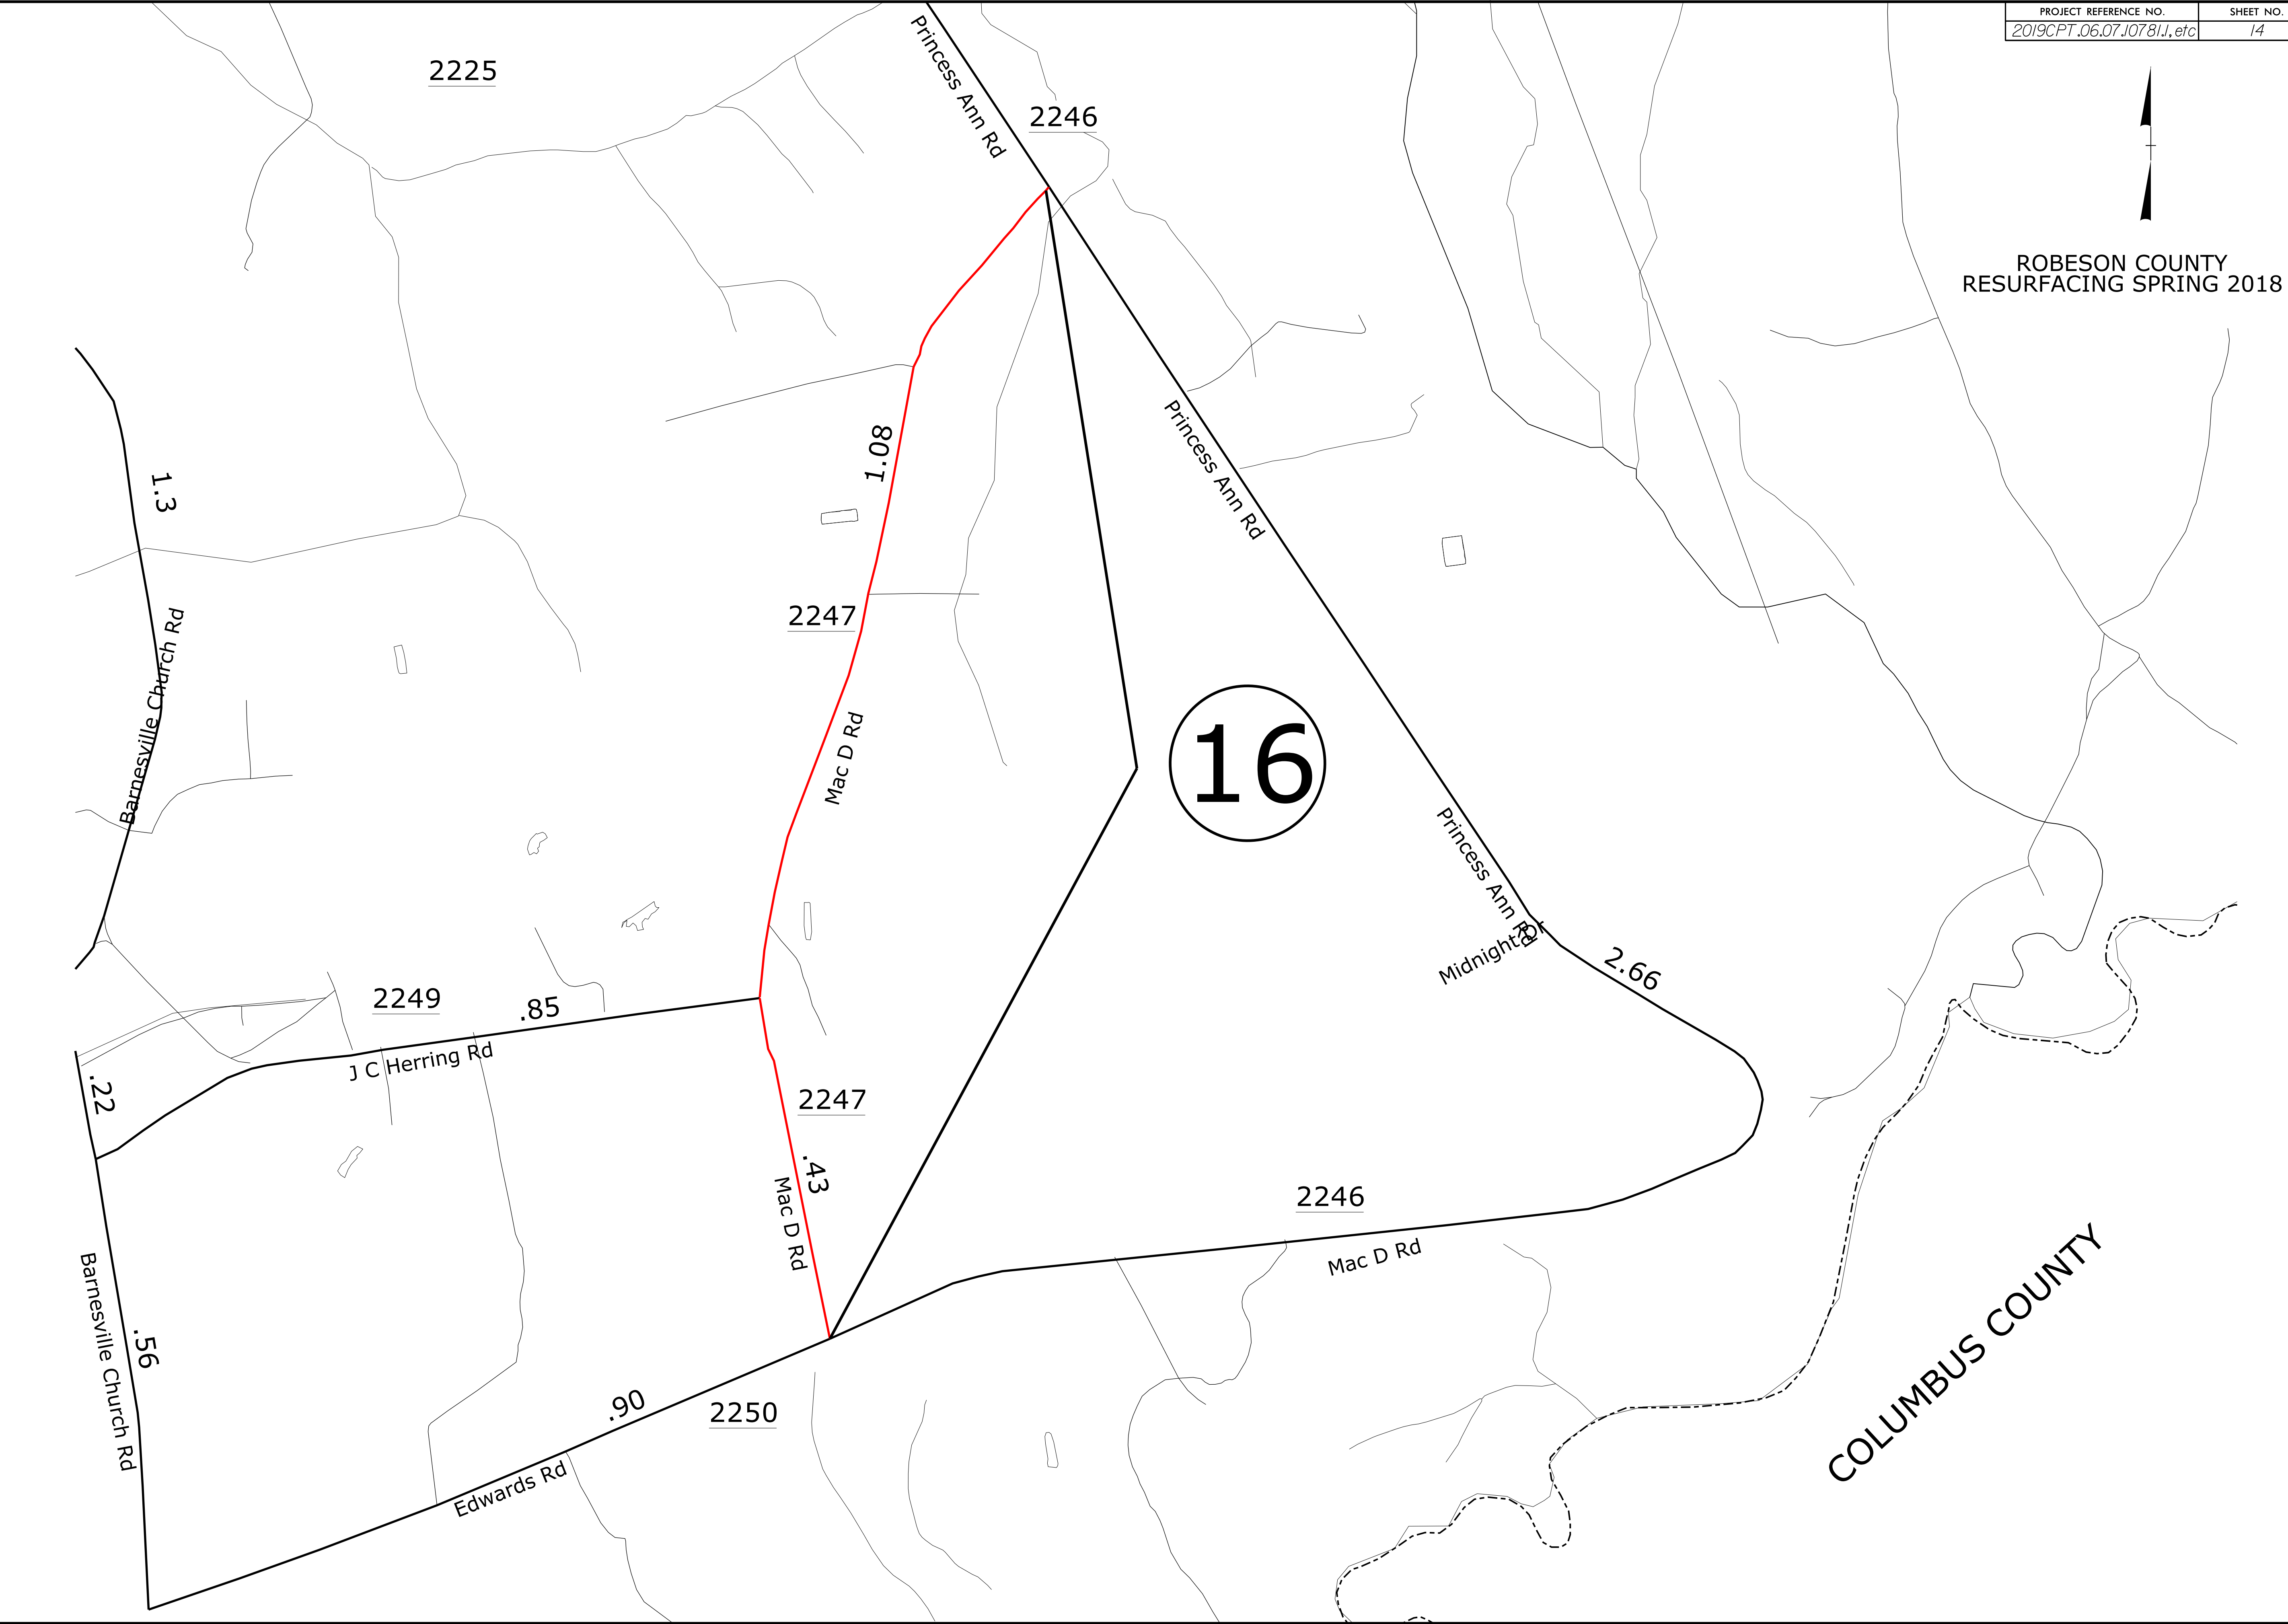 PROJECT REFERENCE NO.
SHEET NO.
2019CPT.06.07.10781.1, etc
14
ROBESON COUNTY
RESURFACING SPRING 2018
2225
Princess Ann Rd
2246
1.3
1.08
Princess Ann Rd
Barnesville Church Rd
2247
Mac D Rd
16
Princess Ann Rd
Midnight Dr
2.66
2249
.85
J C Herring Rd
.22
2247
.43
Mac D Rd
2246
Mac D Rd
Barnesville Church Rd
.56
.90
2250
Edwards Rd
COLUMBUS COUNTY